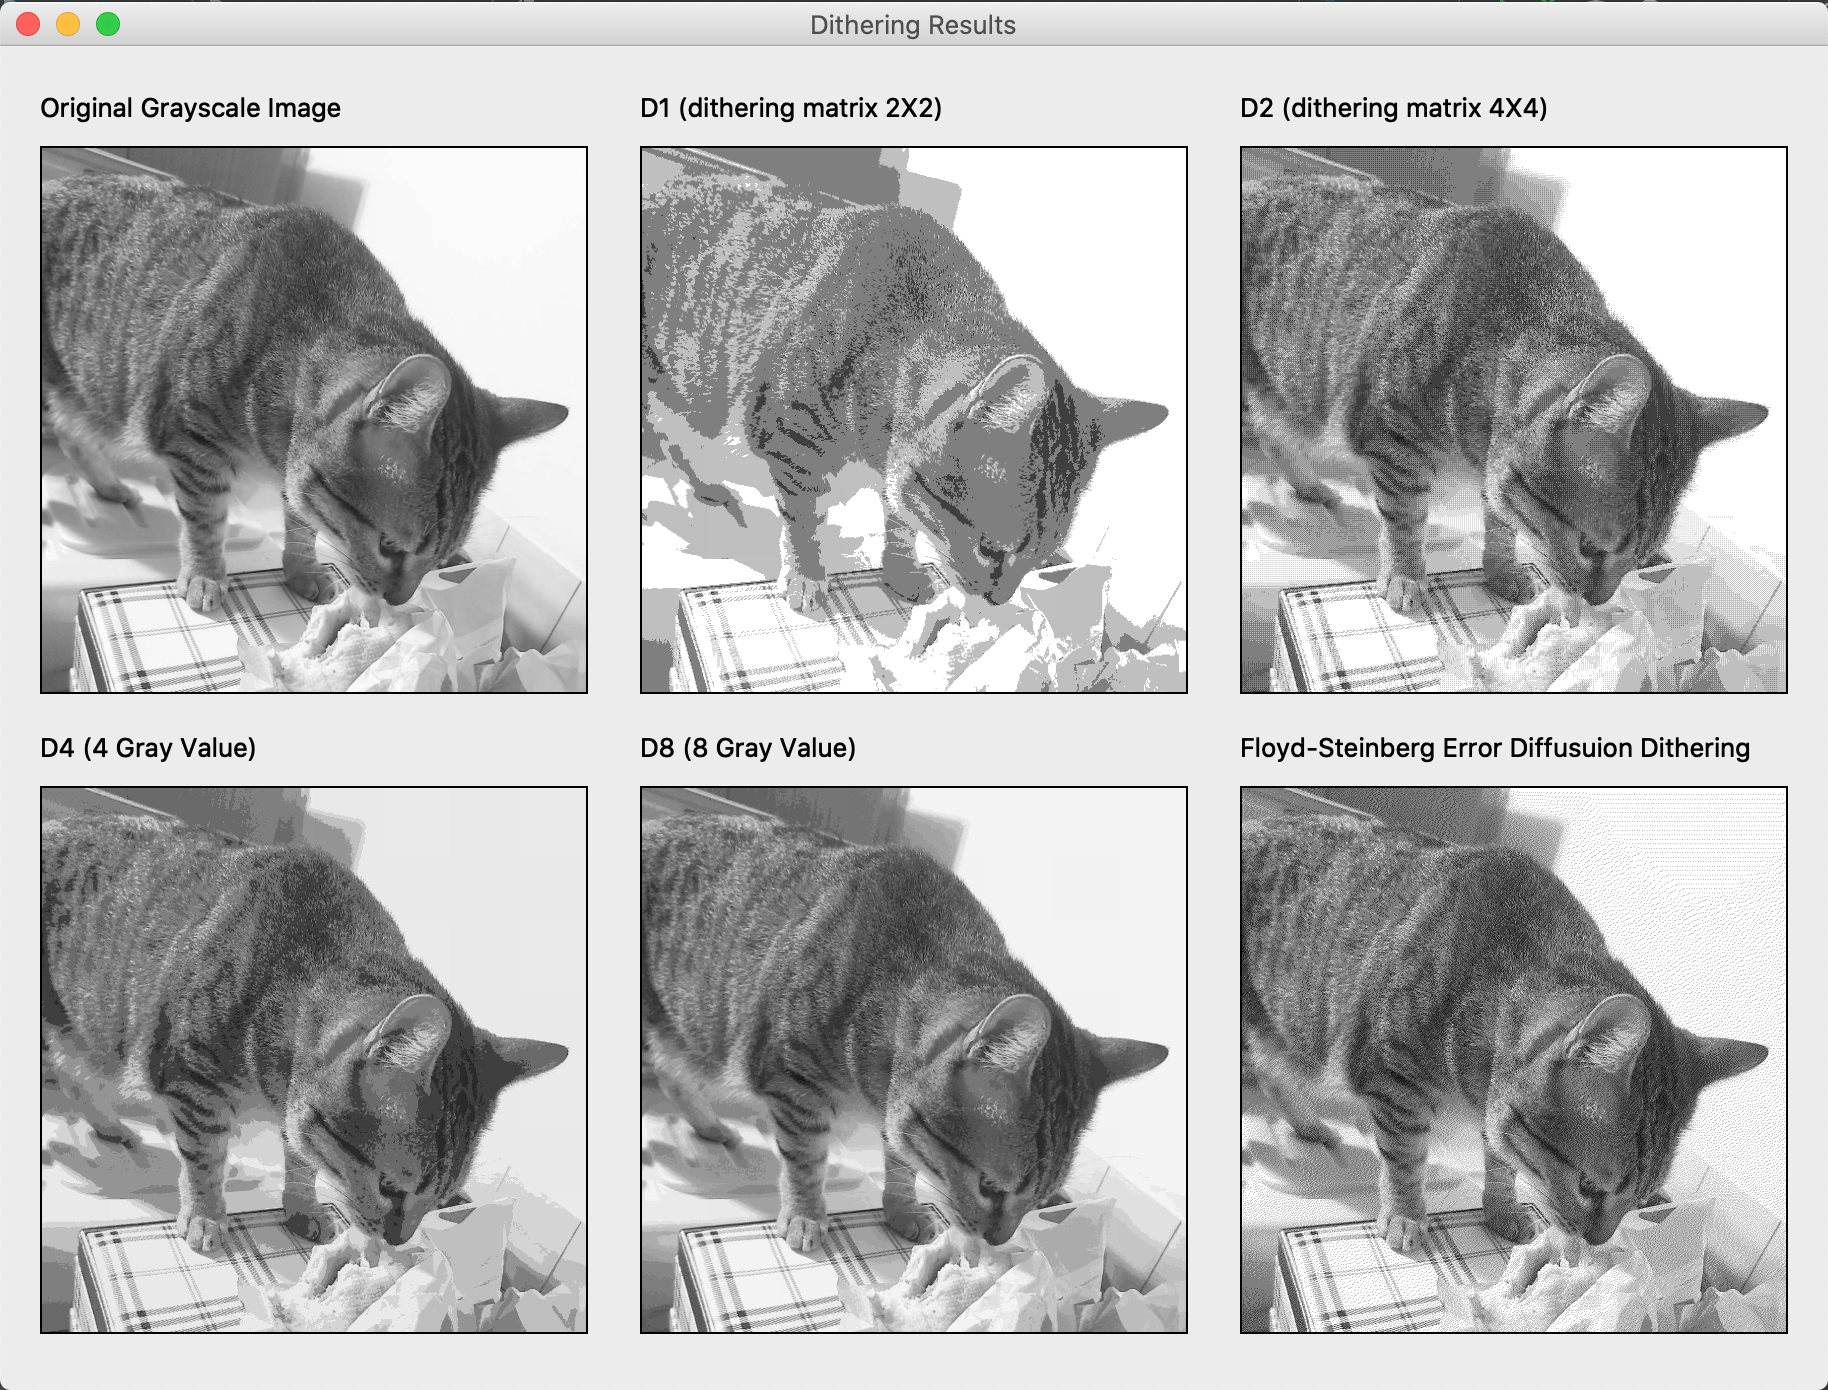 Dithering Results
Original Grayscale Image
D1 (dithering matrix 2X2)
D2 (dithering matrix 4X4)
D4 (4 Gray Value)
D8 (8 Gray Value)
Floyd-Steinberg Error Diffusuion Dithering